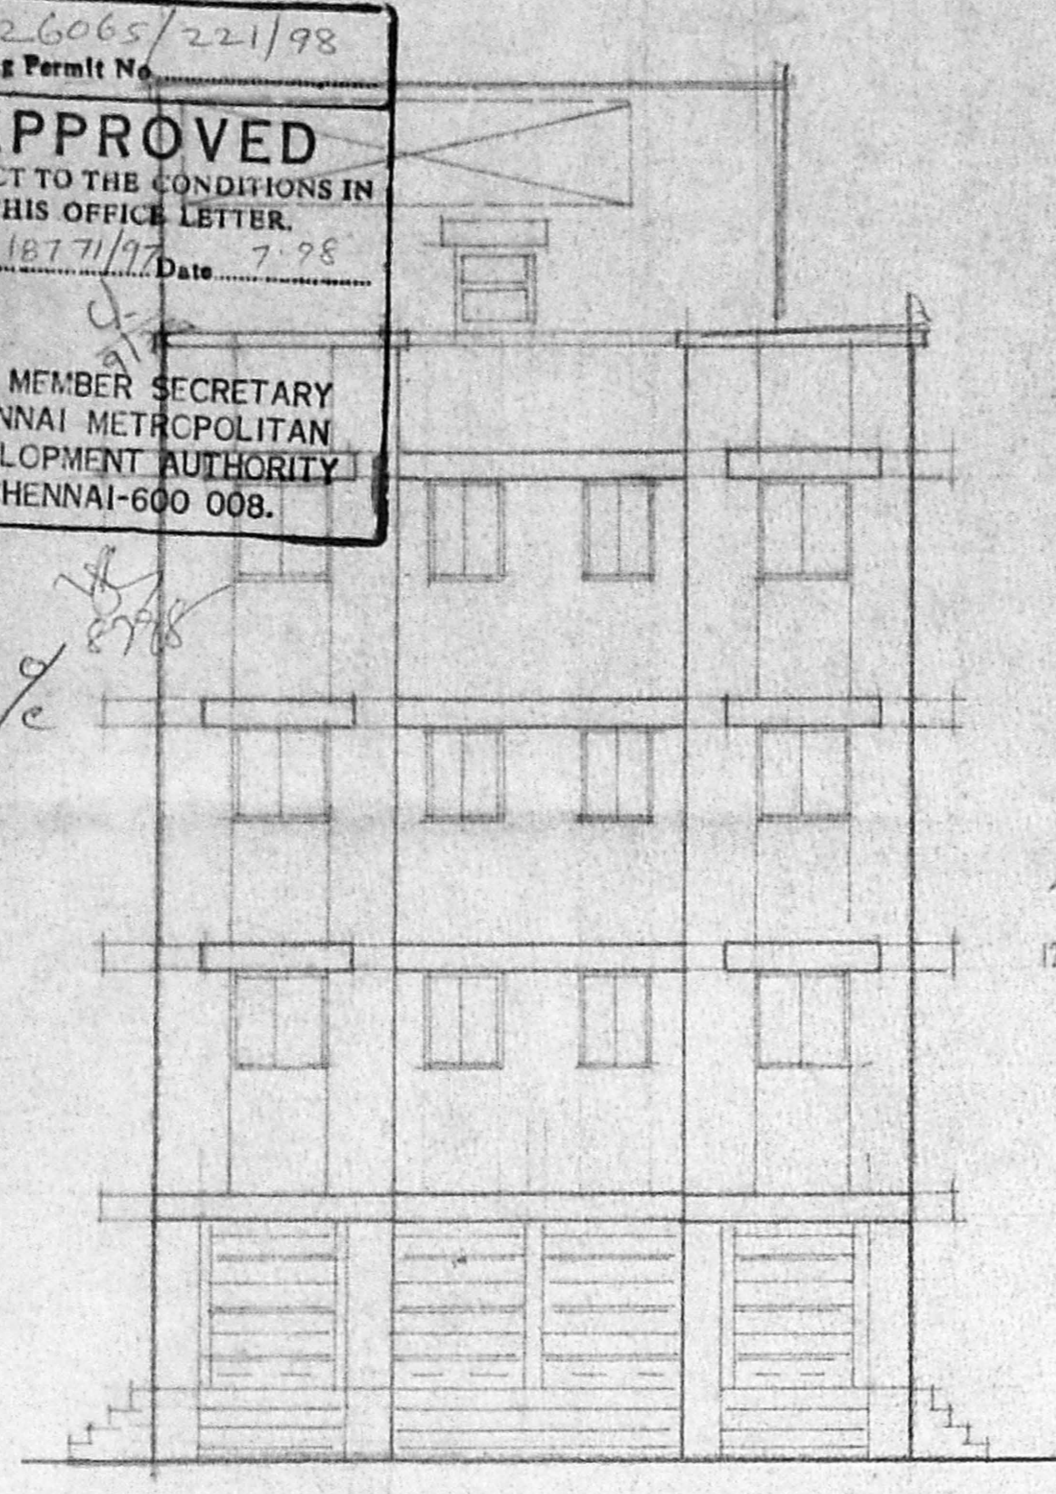 26065/221/98
g Permit No
APPROVED
CT TO THE CONDITIONS IN
HIS OFFICE LETTER.
18771/97 Date 7.98
MEMBER SECRETARY
NNAI METROPOLITAN
LOPMENT AUTHORITY
HENNAI-600 008.
8798
o/c